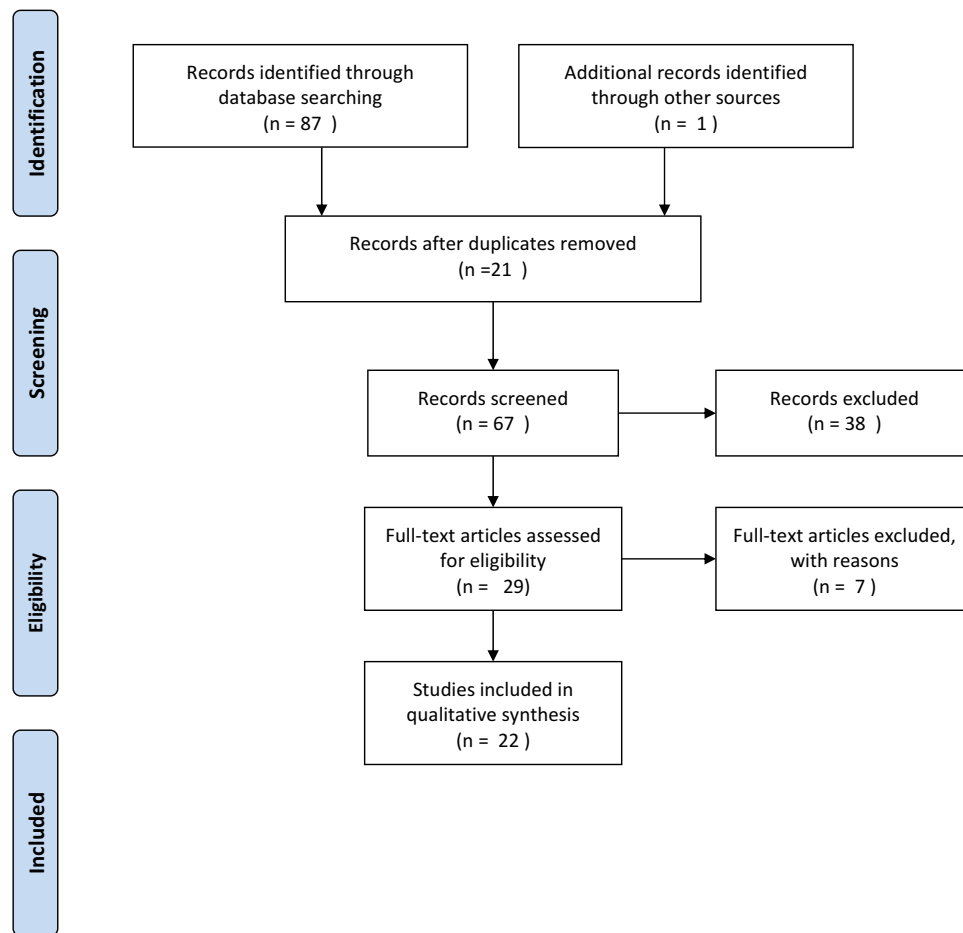 Identification
Records identified through
database searching
(n = 87 )
Additional records identified
through other sources
(n = 1 )
Records after duplicates removed
(n =21 )
Screening
Records screened
(n = 67 )
Records excluded
(n = 38 )
Eligibility
Full-text articles assessed
for eligibility
(n = 29)
Full-text articles excluded,
with reasons
(n = 7 )
Studies included in
qualitative synthesis
(n = 22 )
Included